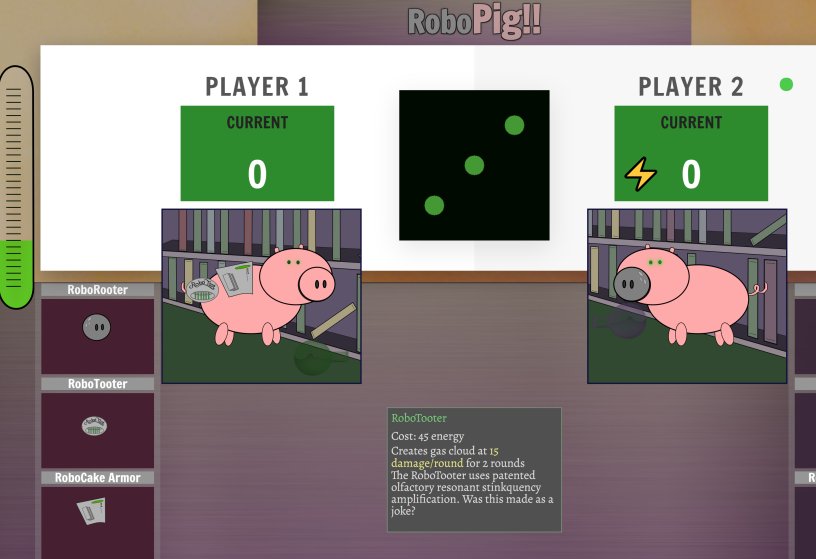 RoboPig!!
PLAYER 1
PLAYER 2
CURRENT
CURRENT
0
0
RoboRooter
RoboTooter
RoboCake Armor
R
RoboTooter
Cost: 45 energy
Creates gas cloud at 15
damage/round for 2 rounds
The RoboTooter uses patented
olfactory resonant stinkquency
amplification. Was this made as a
joke?